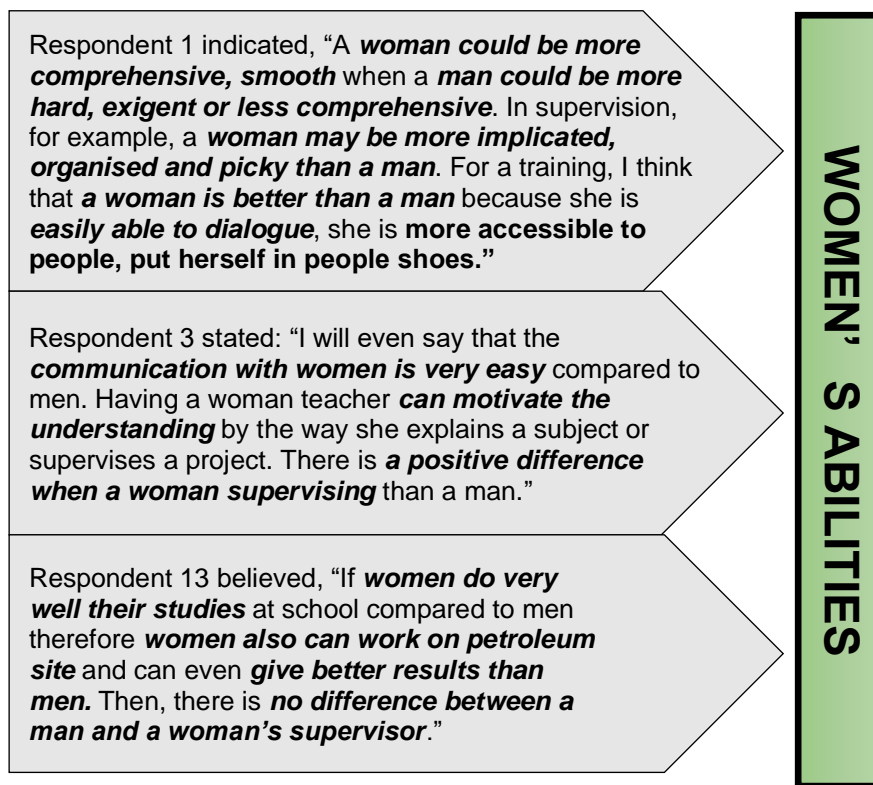 Respondent 1 indicated, “A woman could be more
comprehensive, smooth when a man could be more
hard, exigent or less comprehensive. In supervision,
for example, a woman may be more implicated,
organised and picky than a man. For a training, I think
that a woman is better than a man because she is
easily able to dialogue, she is more accessible to
people, put herself in people shoes.”
Respondent 3 stated: “I will even say that the
communication with women is very easy compared to
men. Having a woman teacher can motivate the
understanding by the way she explains a subject or
supervises a project. There is a positive difference
when a woman supervising than a man.”
Respondent 13 believed, “If women do very
well their studies at school compared to men
therefore women also can work on petroleum
site and can even give better results than
men. Then, there is no difference between a
man and a woman’s supervisor.”
WOMEN’ S ABILITIES